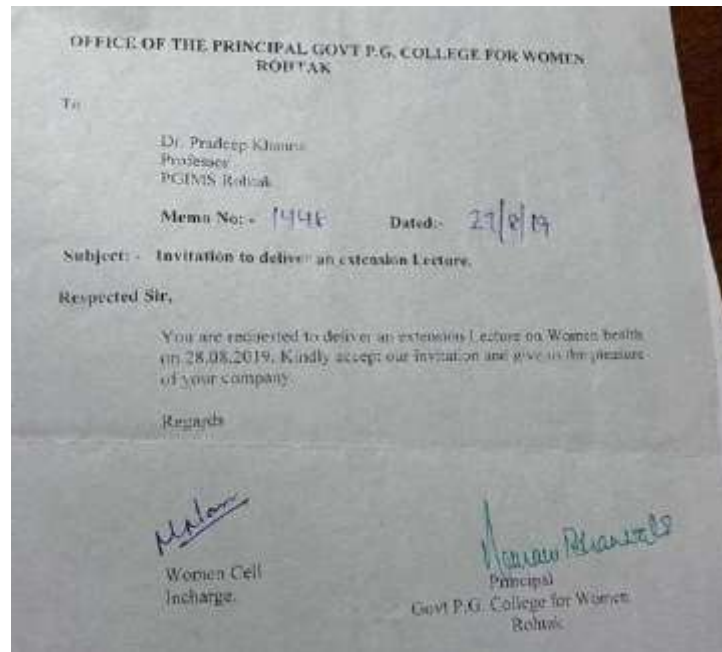 OFFICE OF THE PRINCIPAL GOVT P.G. COLLEGE FOR WOMEN
ROHTAK
To
Dr. Pradeep Khanna
Professor
PGIMS Rohtak
Memo No: - Dated:- 27/8/19
Subject: - Invitation to deliver an extension Lecture.
Respected Sir,
You are requested to deliver an extension Lecture on Women health
on 28.08.2019. Kindly accept our invitation and give us the pleasure
of your company
Regards
Women Cell
Incharge.
Principal
Govt P.G. College for Women
Rohtak